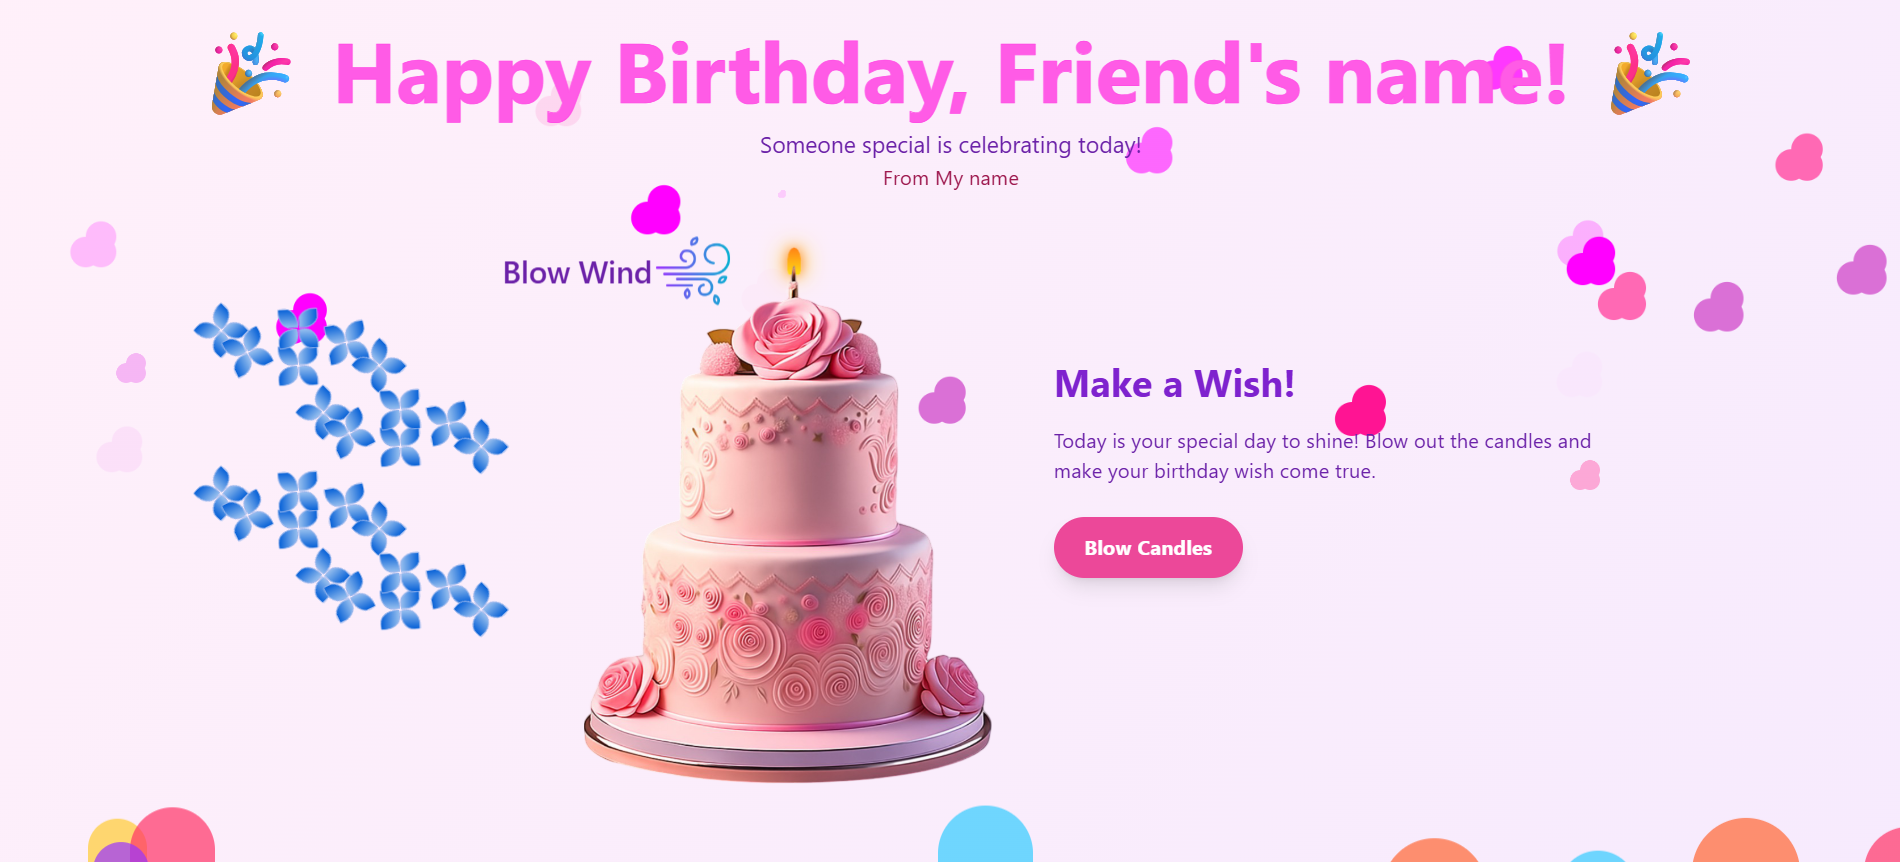 Happy Birthday, Friend's name!
Someone special is celebrating today!
From My name
Blow Wind
Make a Wish!
Today is your special day to shine! Blow out the candles and
make your birthday wish come true.
Blow Candles